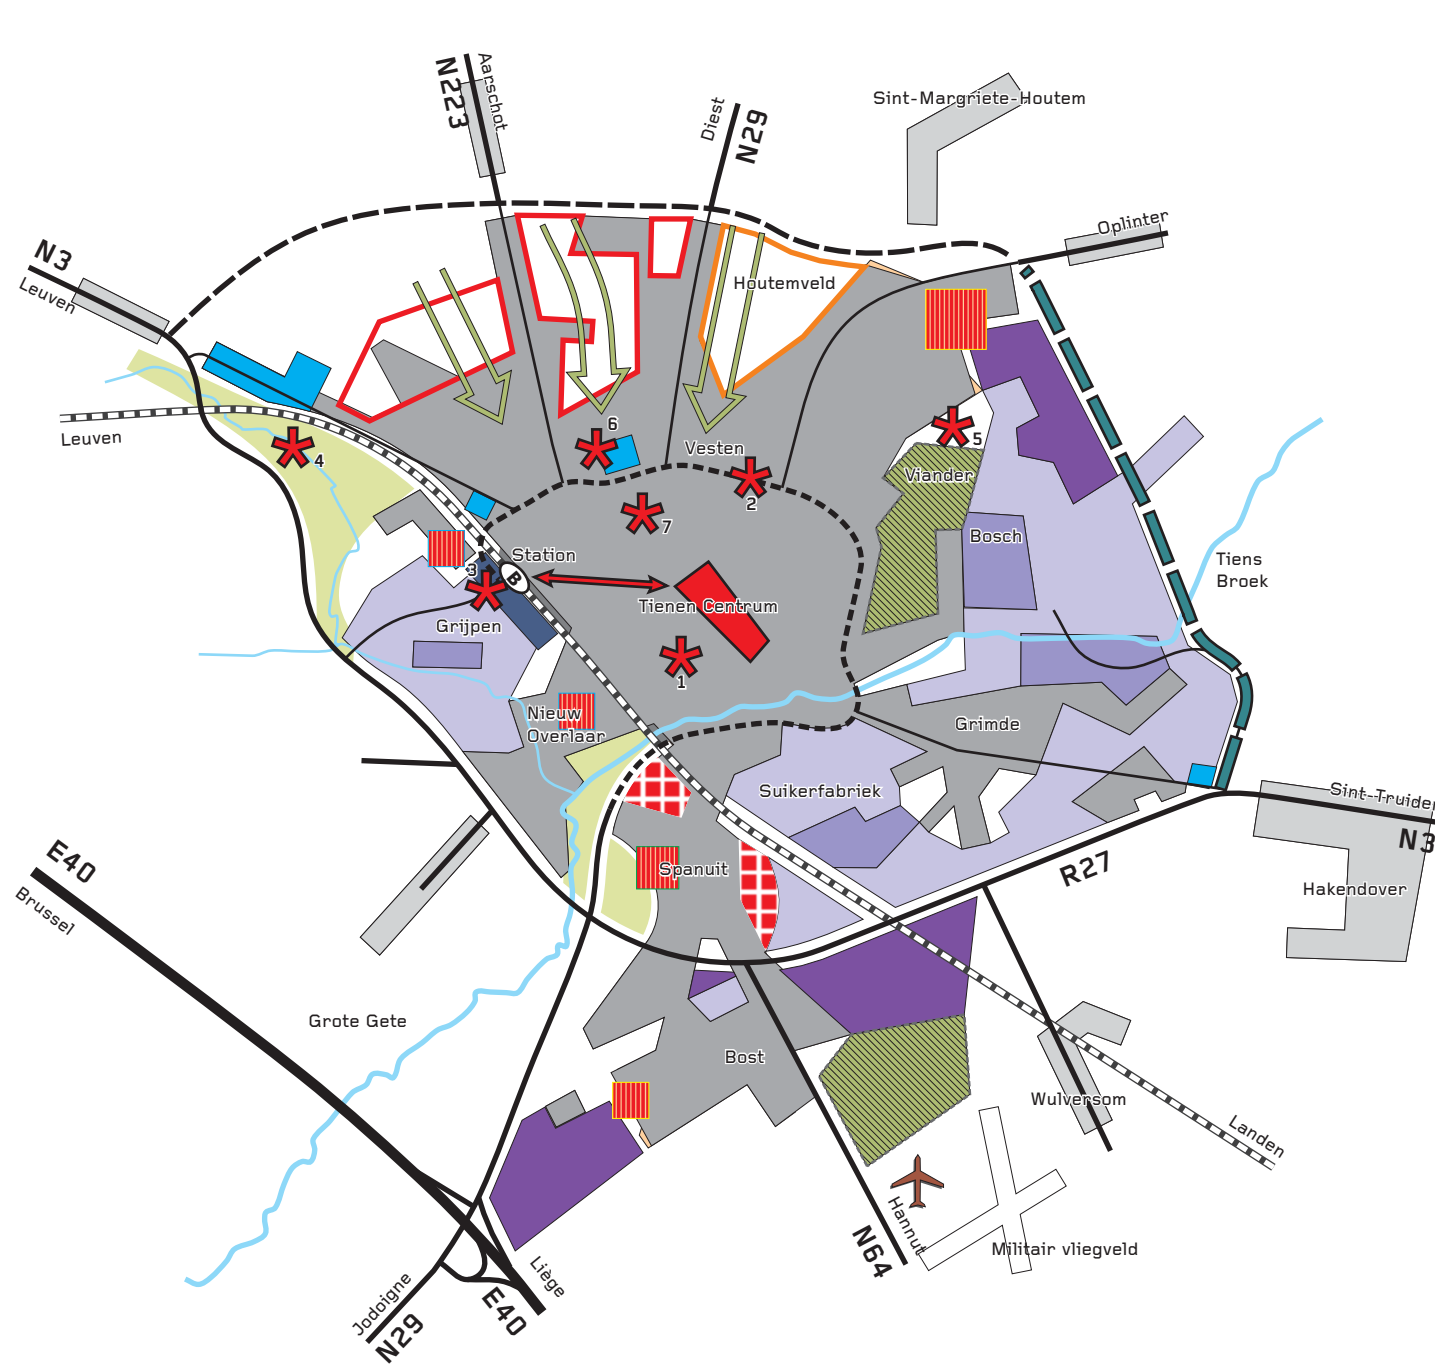 Sint-Margriete-Houtem
N223
Aarschot
Diest
N29
Oplinter
N3
Leuven
Houtemveld
Leuven
6
Vesten
5
4
Viander
2
7
Bosch
Station
B
3
Tiens
Broek
Tienen Centrum
Grijpen
1
Nieuw
Overlaar
Grimde
Suikerfabriek
Sint-Truiden
N3
E40
Brussel
Spanuit
R27
Hakendover
Grote Gete
Bost
Wulversom
Landen
Hannut
N64
Militair vliegveld
Liège
E40
Jodoigne
N29